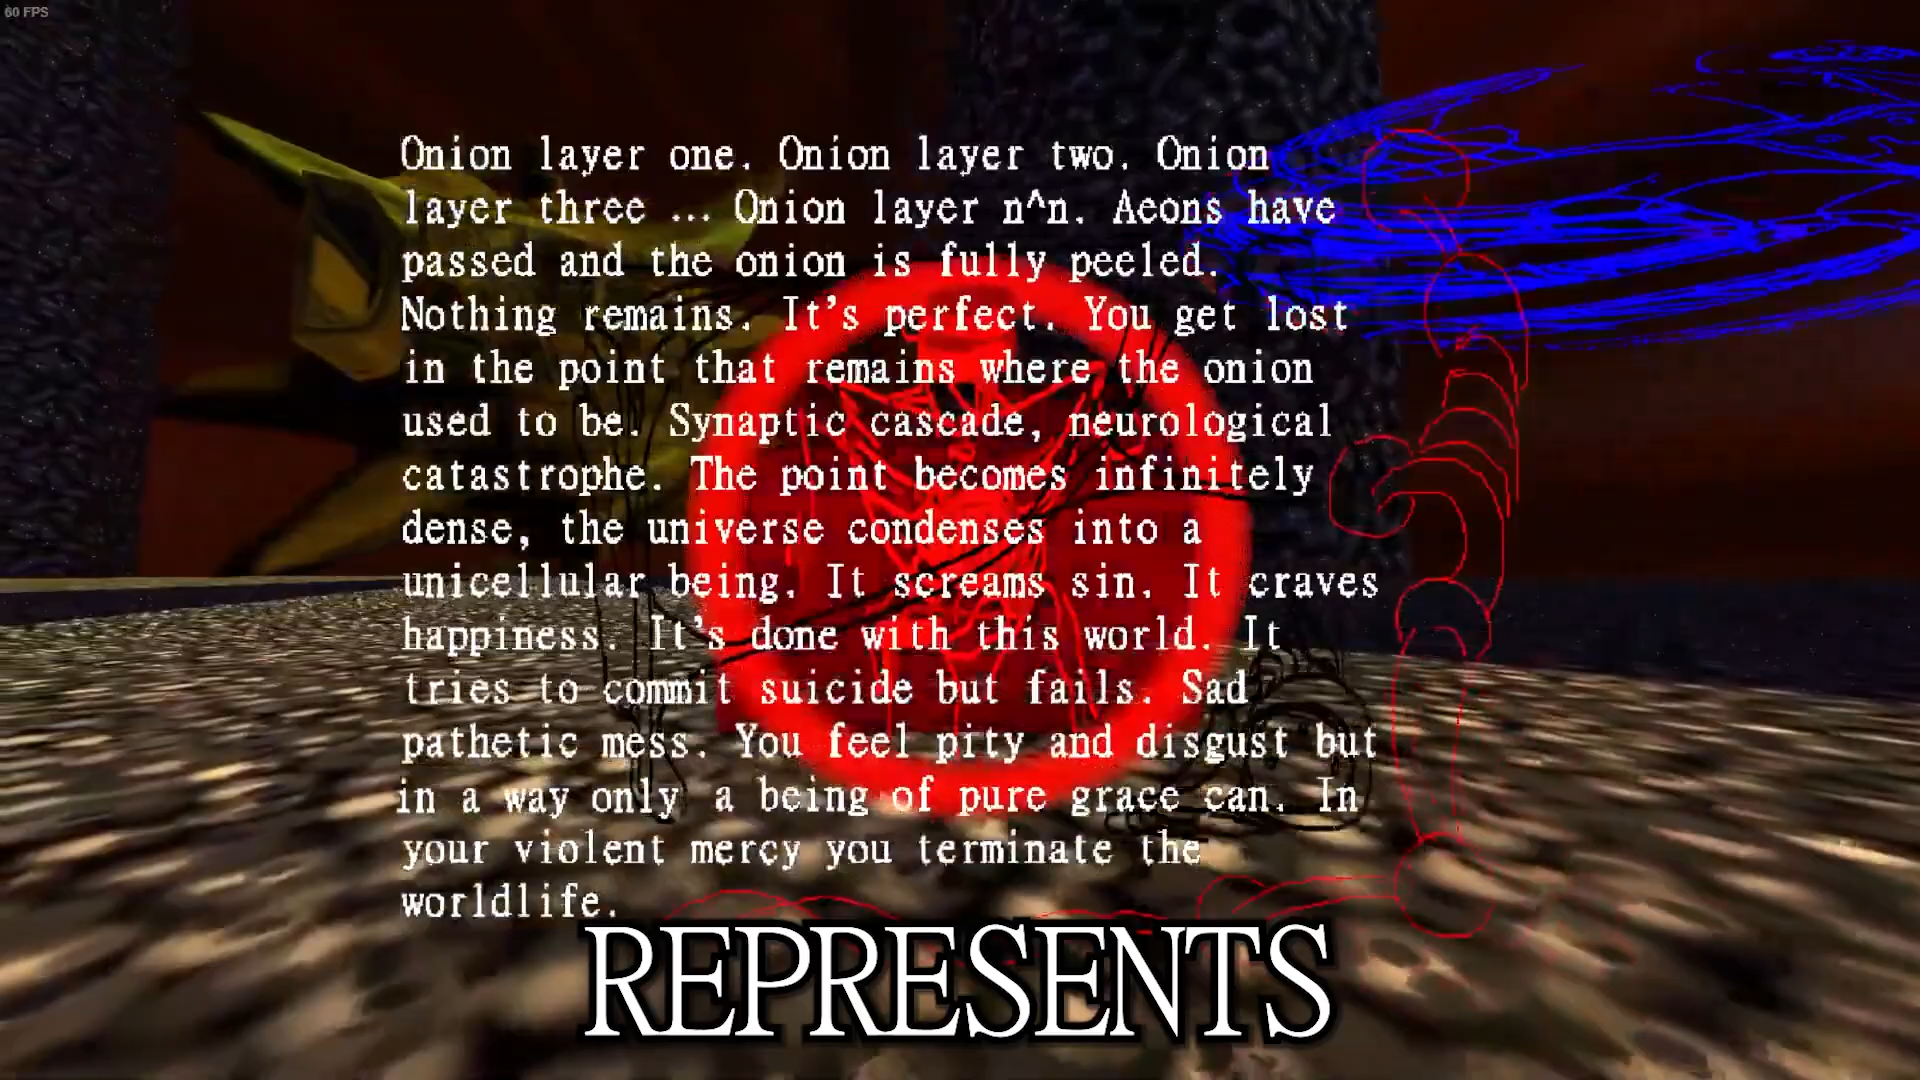 60 FPS
Onion layer one. Onion layer two. Onion
layer three ... Onion layer n^n. Aeons have
passed and the onion is fully peeled.
Nothing remains. It's perfect. You get lost
in the point that remains where the onion
used to be. Synaptic cascade, neurological
catastrophe. The point becomes infinitely
dense, the universe condenses into a
unicellular being. It screams sin. It craves
happiness. It's done with this world. It
tries to commit suicide but fails. Sad
pathetic mess. You feel pity and disgust but
in a way only a being of pure grace can. In
your violent mercy you terminate the
worldlife.
REPRESENTS